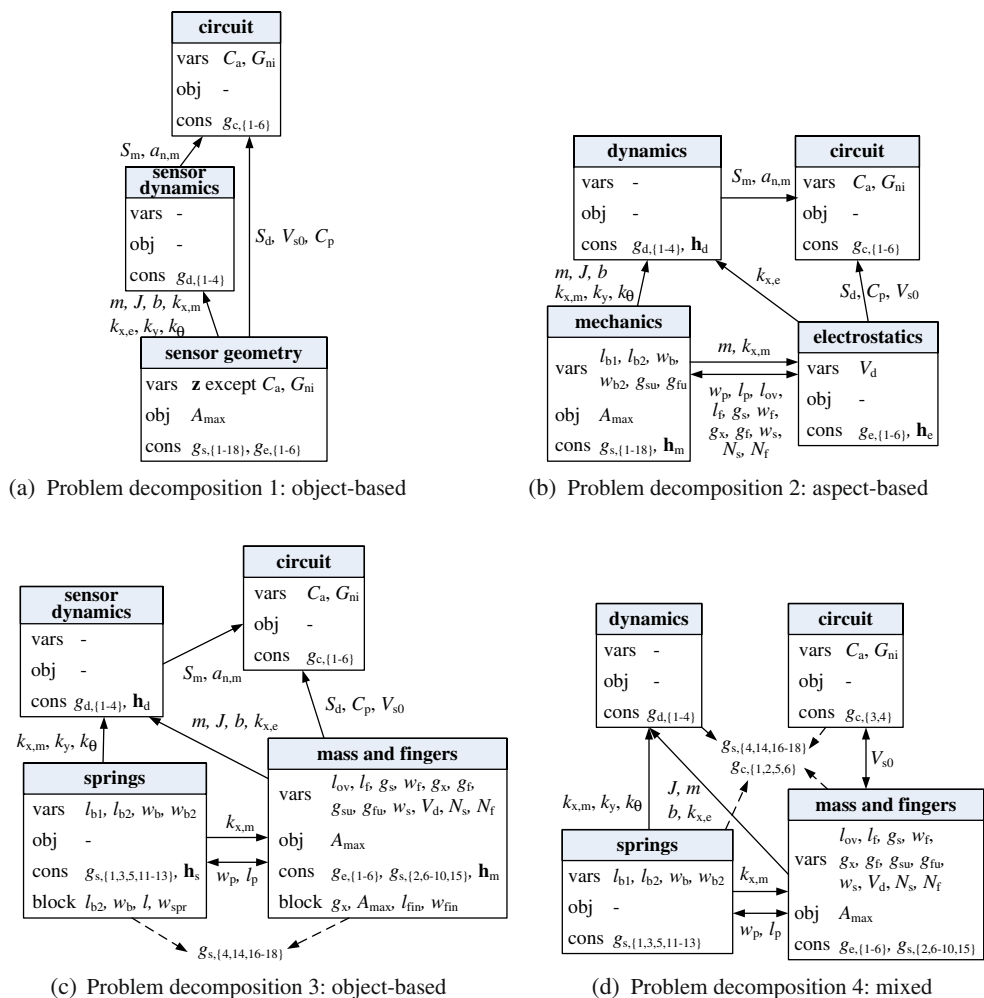 circuit
vars Cₐ, Gₙᵢ
obj -
cons g_c,{1-6}
Sₘ, a_n,m
sensor dynamics
vars -
obj -
cons g_d,{1-4}
S_d, V_s0, C_p
m, J, b, k_x,m
k_x,e, k_y, k_θ
sensor geometry
vars z except Cₐ, Gₙᵢ
obj A_max
cons g_s,{1-18}, g_e,{1-6}
(a) Problem decomposition 1: object-based
dynamics
vars -
obj -
cons g_d,{1-4}, h_d
Sₘ, a_n,m
circuit
vars Cₐ, Gₙᵢ
obj -
cons g_c,{1-6}
m, J, b
k_x,m, k_y, k_θ
k_x,e
S_d, C_p, V_s0
mechanics
vars l_b1, l_b2, w_b,
w_b2, g_su, g_fu
obj A_max
cons g_s,{1-18}, h_m
m, k_x,m
w_p, l_p, l_ov,
l_f, g_s, w_f,
g_x, g_f, w_s,
N_s, N_f
electrostatics
vars V_d
obj -
cons g_e,{1-6}, h_e
(b) Problem decomposition 2: aspect-based
sensor
dynamics
vars -
obj -
cons g_d,{1-4}, h_d
circuit
vars Cₐ, Gₙᵢ
obj -
cons g_c,{1-6}
Sₘ, a_n,m
m, J, b, k_x,e
S_d, C_p, V_s0
k_x,m, k_y, k_θ
springs
vars l_b1, l_b2, w_b, w_b2
obj -
cons g_s,{1,3,5,11-13}, h_s
block l_b2, w_b, l, w_spr
k_x,m
w_p, l_p
mass and fingers
vars l_ov, l_f, g_s, w_f, g_x, g_f,
g_su, g_fu, w_s, V_d, N_s, N_f
obj A_max
cons g_e,{1-6}, g_s,{2,6-10,15}, h_m
block g_x, A_max, l_fin, w_fin
g_s,{4,14,16-18}
(c) Problem decomposition 3: object-based
dynamics
vars -
obj -
cons g_d,{1-4}
circuit
vars Cₐ, Gₙᵢ
obj -
cons g_c,{3,4}
g_s,{4,14,16-18}
g_c,{1,2,5,6}
V_s0
k_x,m, k_y, k_θ
J, m
b, k_x,e
springs
vars l_b1, l_b2, w_b, w_b2
obj -
cons g_s,{1,3,5,11-13}
k_x,m
w_p, l_p
mass and fingers
l_ov, l_f, g_s, w_f,
vars g_x, g_f, g_su, g_fu,
w_s, V_d, N_s, N_f
obj A_max
cons g_e,{1-6}, g_s,{2,6-10,15}
(d) Problem decomposition 4: mixed